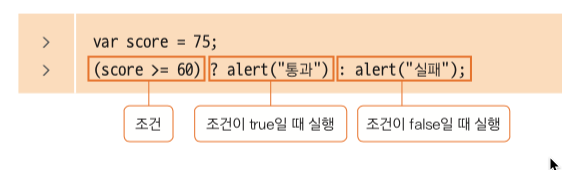 > var score = 75;
> (score >= 60) ? alert("통과") : alert("실패");
조건 조건이 true일 때 실행 조건이 false일 때 실행